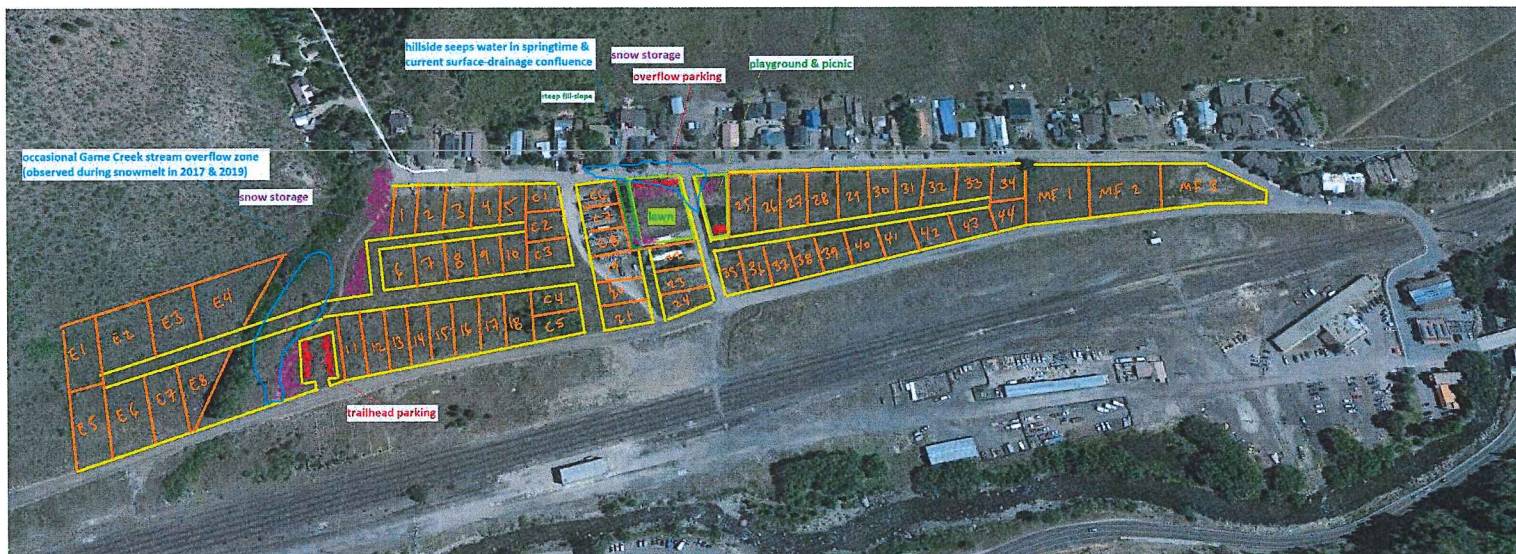 hillside seeps water in springtime &
current surface-drainage confluence
snow storage
overflow parking
playground & picnic
steep fill-slope
occasional Game Creek stream overflow zone
(observed during snowmelt in 2017 & 2019)
snow storage
lawn
trailhead parking
1 2 3 4 5 C1
C2
C3
6 7 8 9 10
11 12 13 14 15 16 17 18 C4
C5
C6
C7
21
23
24
25 26 27 28 29 30 31 32 33 34
35 36 37 38 39 40 41 42 43 44
MF 1 MF 2 MF 3
E1 E2 E3 E4
E5 E6 E7 E8